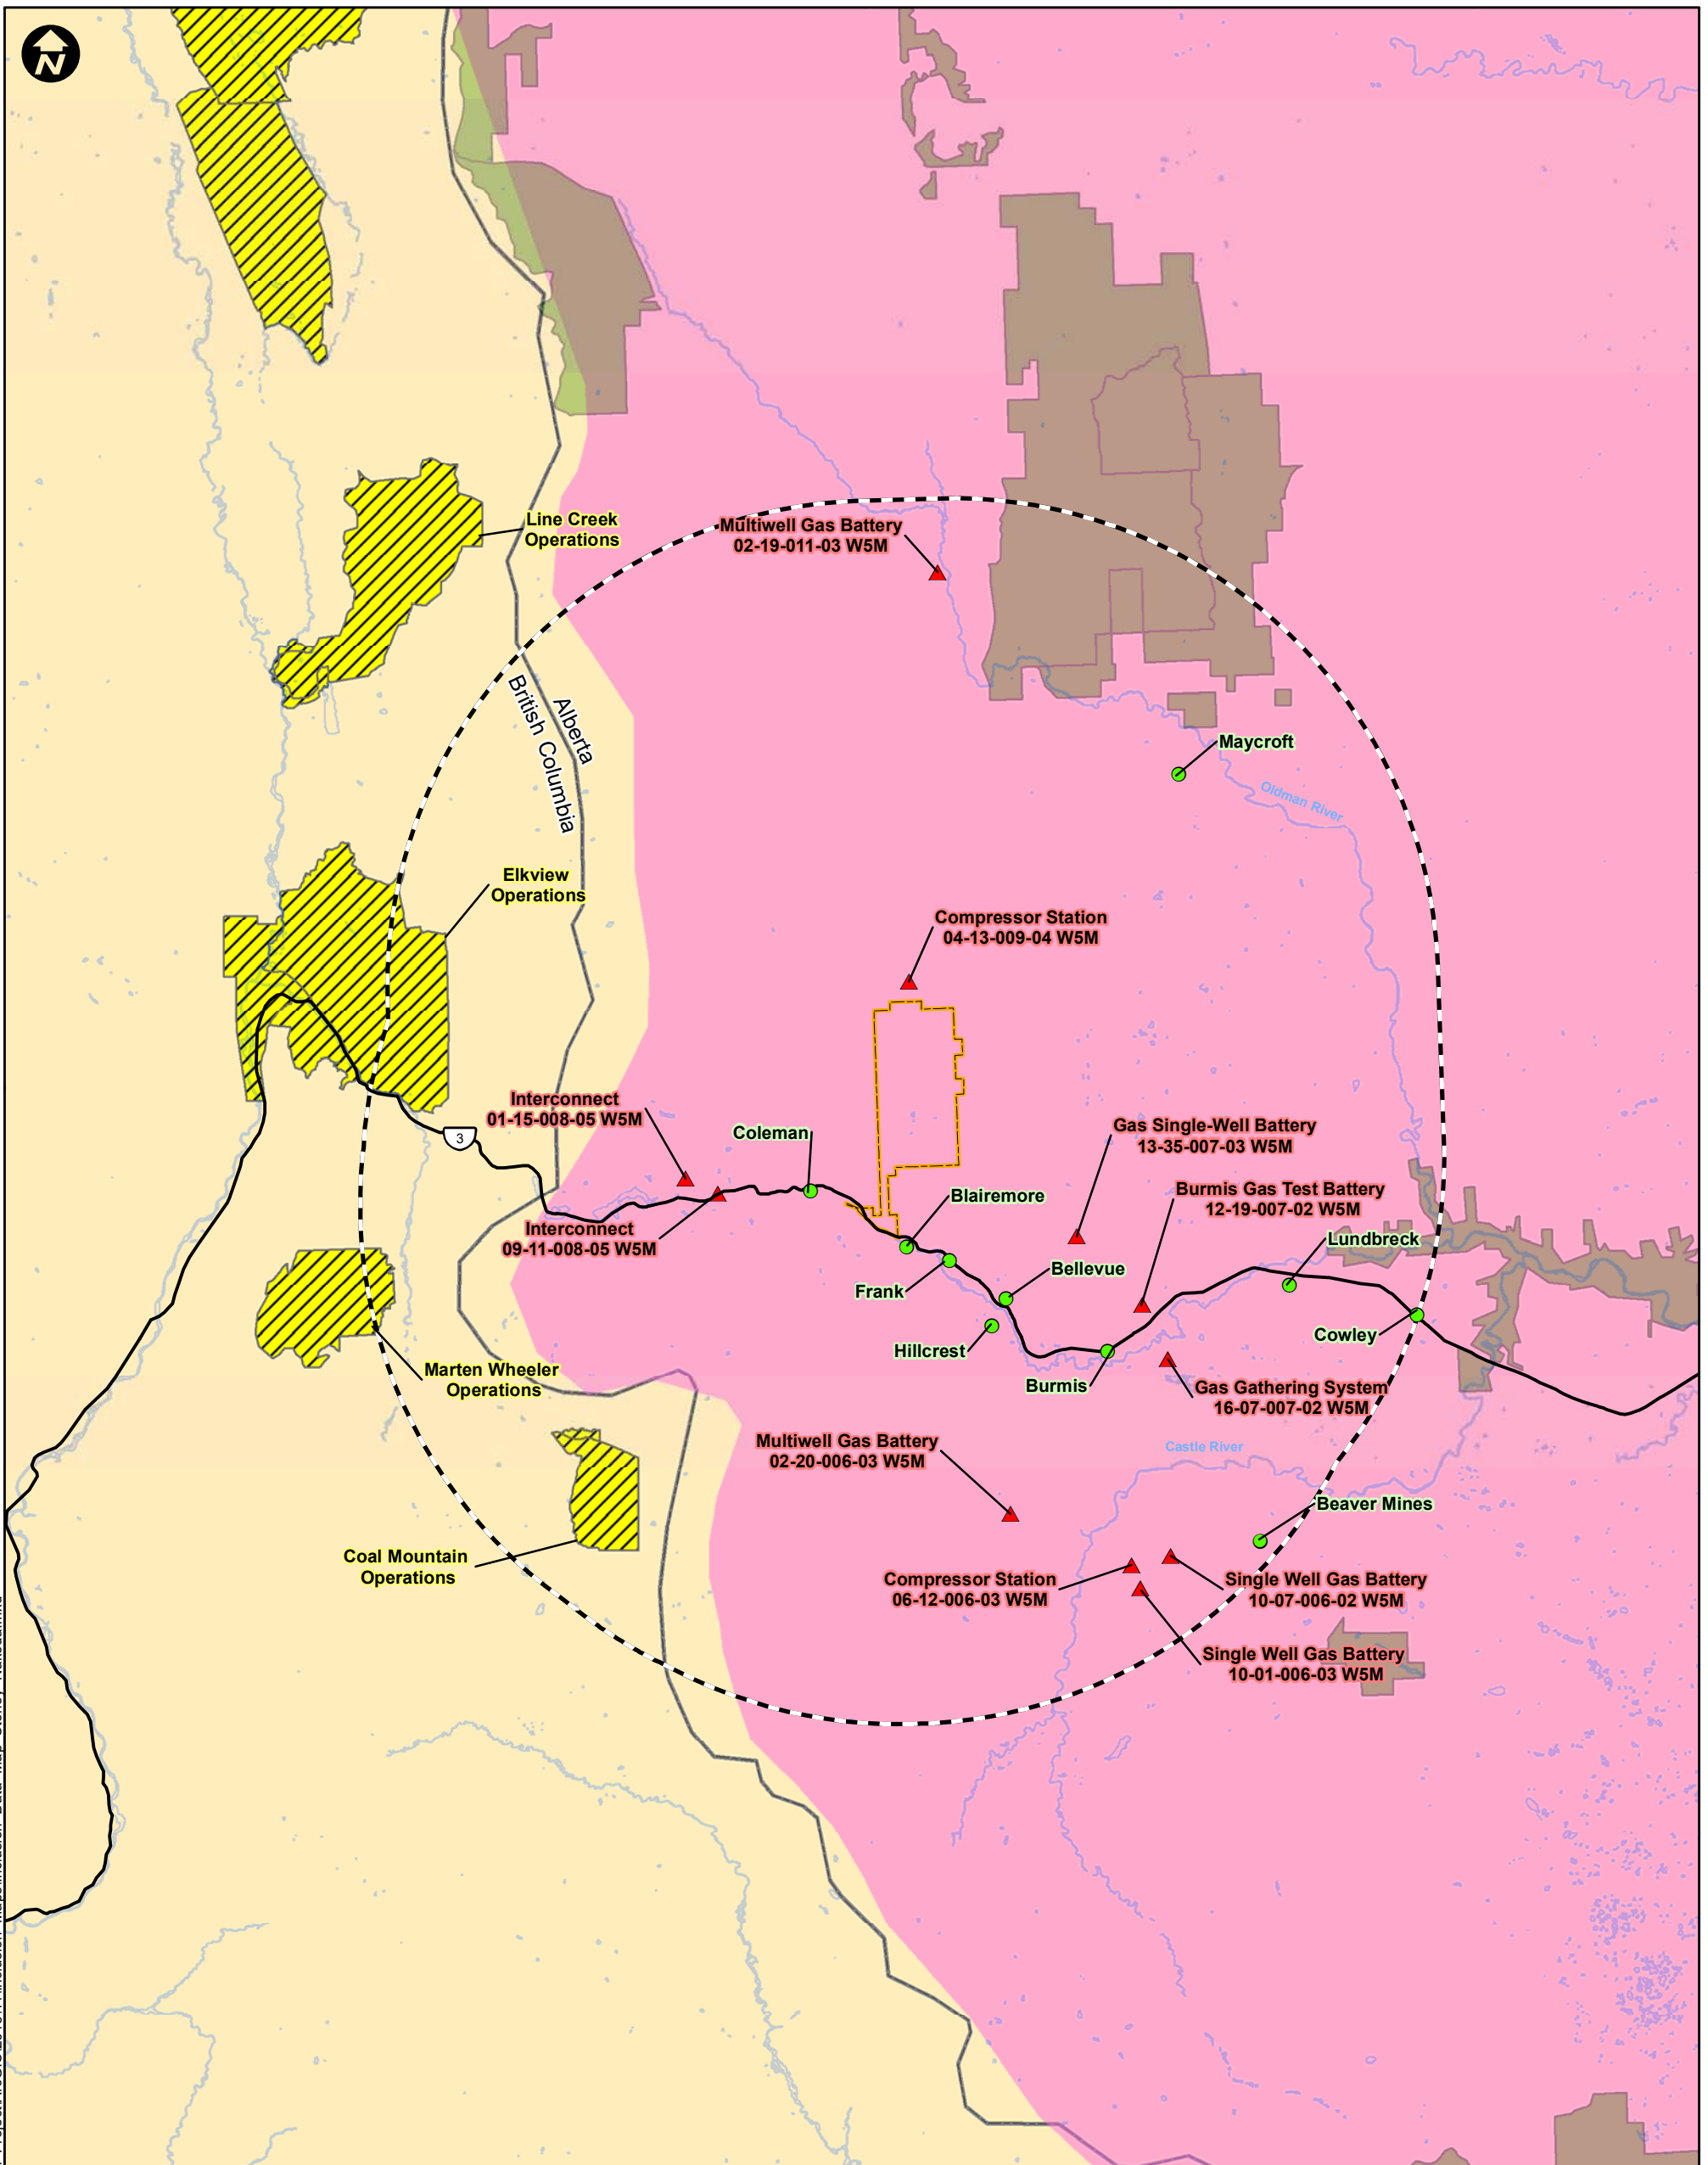 N
Line Creek
Operations
Multiwell Gas Battery
02-19-011-03 W5M
Alberta
British Columbia
Maycroft
Oldman River
Elkview
Operations
Compressor Station
04-13-009-04 W5M
Interconnect
01-15-008-05 W5M
3
Coleman
Gas Single-Well Battery
13-35-007-03 W5M
Blairemore
Burmis Gas Test Battery
12-19-007-02 W5M
Interconnect
09-11-008-05 W5M
Lundbreck
Bellevue
Frank
Cowley
Hillcrest
Marten Wheeler
Operations
Burmis
Gas Gathering System
16-07-007-02 W5M
Multiwell Gas Battery
02-20-006-03 W5M
Castle River
Beaver Mines
Coal Mountain
Operations
Compressor Station
06-12-006-03 W5M
Single Well Gas Battery
10-07-006-02 W5M
Single Well Gas Battery
10-01-006-03 W5M